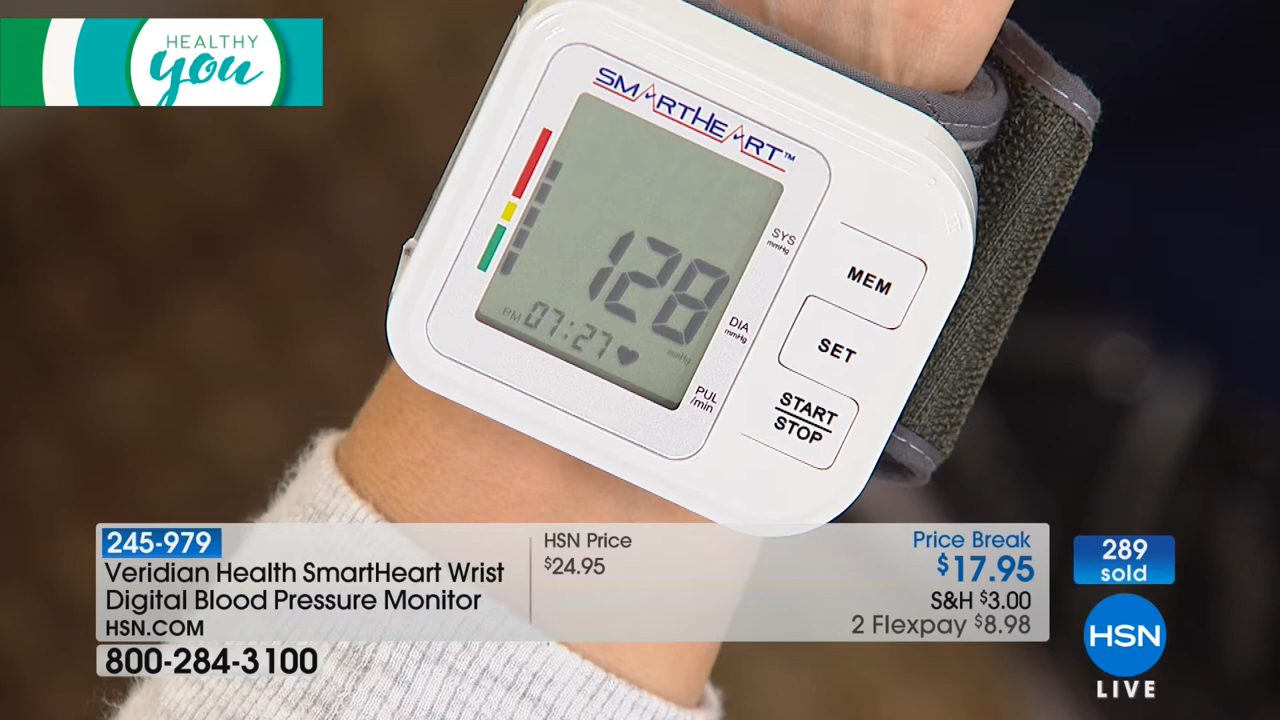 HEALTHY
you
SMARTHEART™
SYS
mmHg
128
DIA
mmHg
mmHg
PM 07:27
PUL
/min
MEM
SET
START
STOP
245-979
Veridian Health SmartHeart Wrist
Digital Blood Pressure Monitor
HSN.COM
800-284-3100
HSN Price
$24.95
Price Break
$17.95
S&H $3.00
2 Flexpay $8.98
289
sold
HSN
LIVE